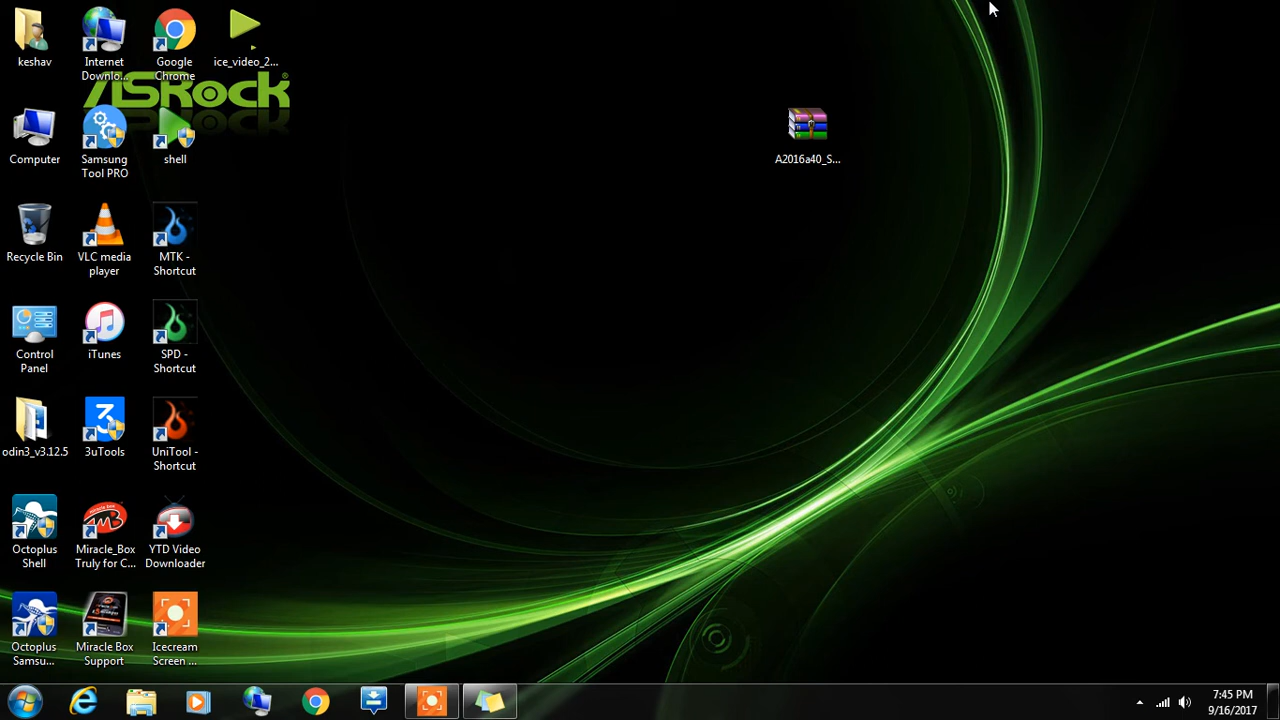 keshav
Internet
Downlo...
Google
Chrome
ice_video_2...
ASRock®
Computer
Samsung
Tool PRO
shell
A2016a40_S...
Recycle Bin
VLC media
player
MTK -
Shortcut
Control
Panel
iTunes
SPD -
Shortcut
odin3_v3.12.5
3uTools
UniTool -
Shortcut
Octoplus
Shell
Miracle_Box
Truly for C...
YTD Video
Downloader
Octoplus
Samsu...
Miracle Box
Support
Icecream
Screen ...
7:45 PM
9/16/2017